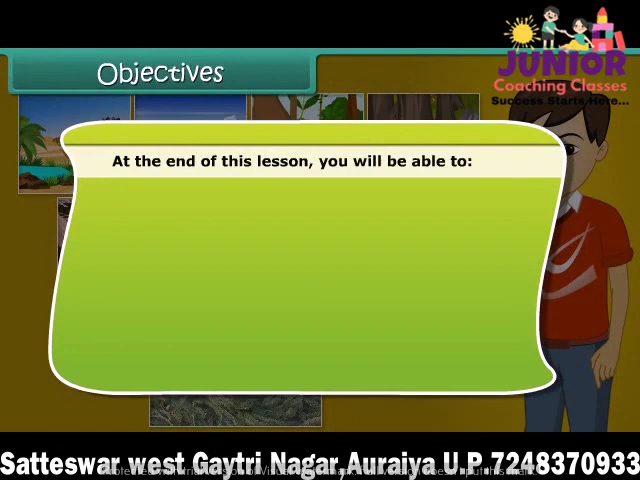 Objectives
JUNIOR
Coaching Classes
Success Starts Here...
At the end of this lesson, you will be able to:
Satteswar west Gaytri Nagar Auraiya U.P 7248370933